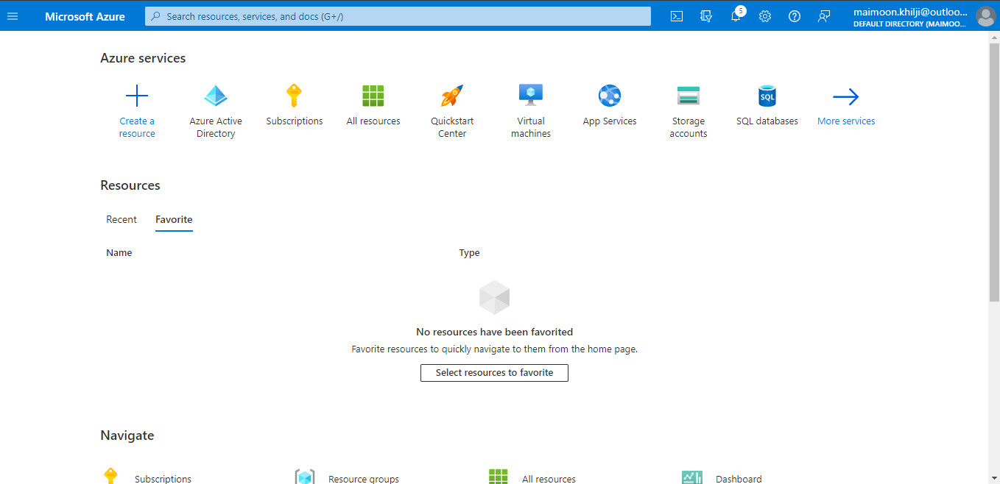 Microsoft Azure
Search resources, services, and docs (G+/)
5
maimoon.khilji@outloo...
DEFAULT DIRECTORY (MAIMOO...
Azure services
Create a
resource
Azure Active
Directory
Subscriptions
All resources
Quickstart
Center
Virtual
machines
App Services
Storage
accounts
SQL
SQL databases
More services
Resources
Recent
Favorite
Name
Type
No resources have been favorited
Favorite resources to quickly navigate to them from the home page.
Select resources to favorite
Navigate
Subscriptions
Resource groups
All resources
Dashboard